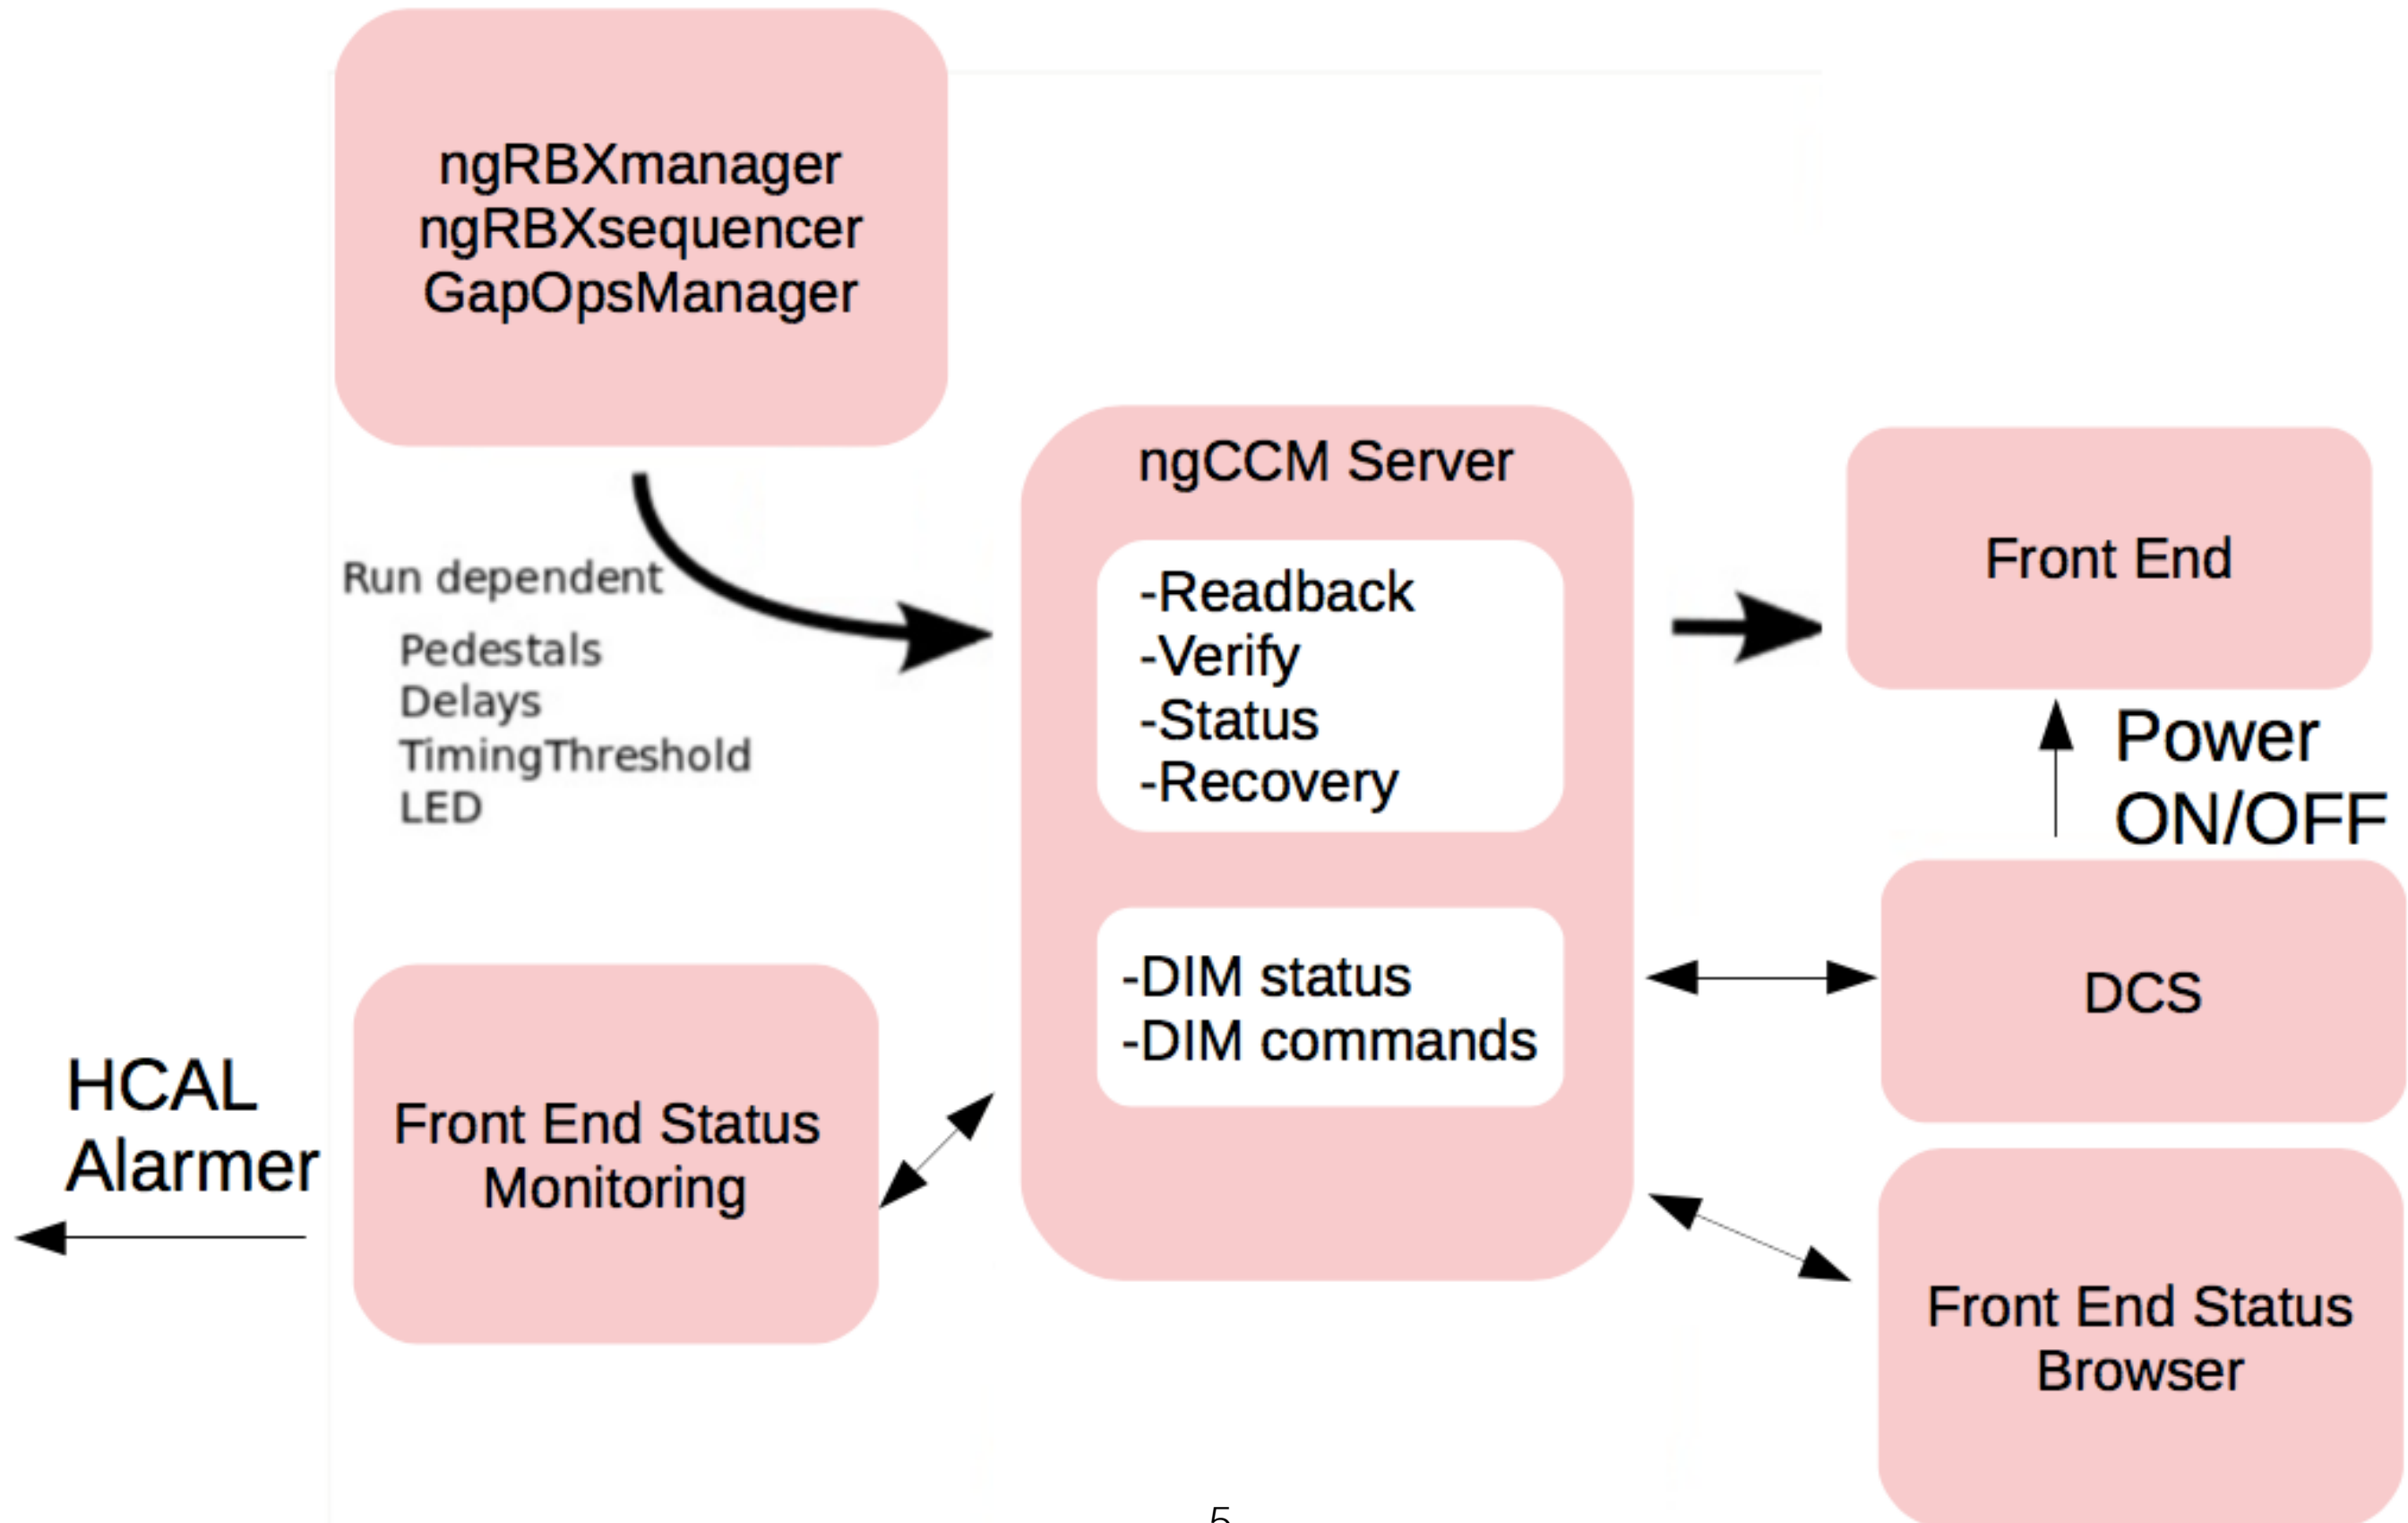 ngRBXmanager
ngRBXsequencer
GapOpsManager
Run dependent
Pedestals
Delays
TimingThreshold
LED
ngCCM Server
-Readback
-Verify
-Status
-Recovery
-DIM status
-DIM commands
Front End
Power
ON/OFF
DCS
HCAL
Alarmer
Front End Status
Monitoring
Front End Status
Browser
5